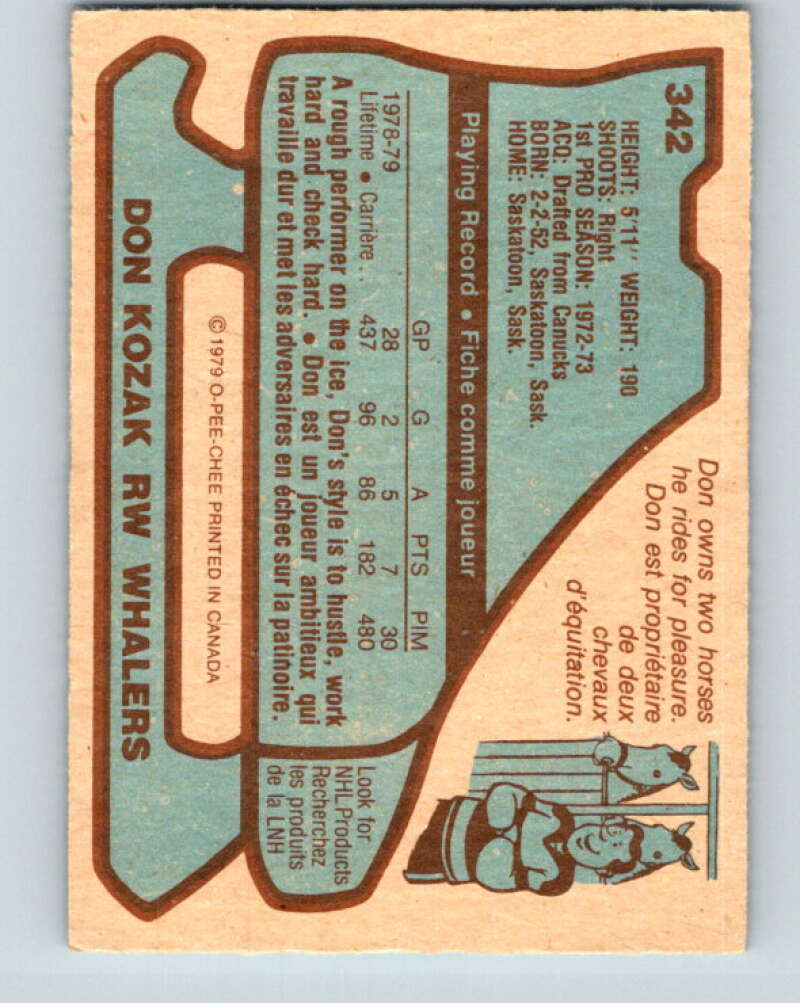 342
HEIGHT: 5'11" WEIGHT: 190
SHOOTS: Right
1st PRO SEASON: 1972-73
ACQ: Drafted from Canucks
BORN: 2-2-52, Saskatoon, Sask.
HOME: Saskatoon, Sask.
Don owns two horses
he rides for pleasure.
Don est propriétaire
de deux
chevaux
d'équitation.
Playing Record • Fiche comme joueur
GP G A PTS PIM
1978-79 28 2 5 7 30
Lifetime • Carrière... 437 96 86 182 480
A rough performer on the ice, Don's style is to hustle, work
hard and check hard. • Don est un joueur ambitieux qui
travaille dur et met les adversaires en échec sur la patinoire.
Look for
NHL Products
Recherchez
les produits
de la LNH
© 1979 O-PEE-CHEE PRINTED IN CANADA
DON KOZAK RW WHALERS